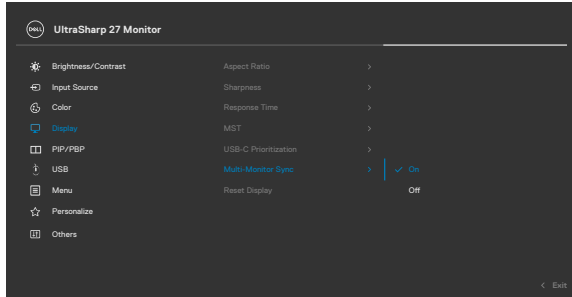 DELL UltraSharp 27 Monitor
Brightness/Contrast Aspect Ratio >
Input Source Sharpness >
Color Response Time >
Display MST >
PIP/PBP USB-C Prioritization >
USB Multi-Monitor Sync > ✓ On
Menu Reset Display Off
Personalize
Others
< Exit